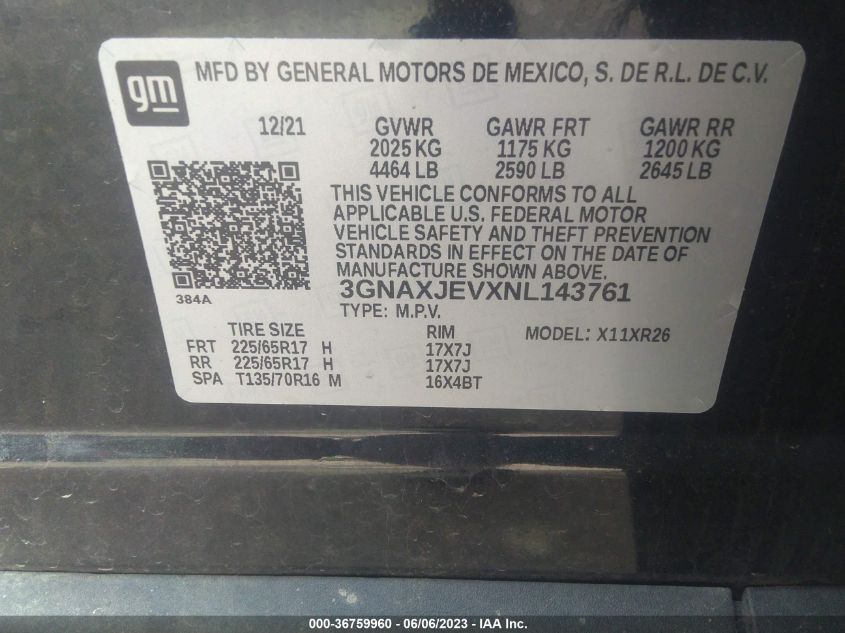 gm
MFD BY GENERAL MOTORS DE MEXICO, S. DE R.L. DE C.V.
12/21 GVWR GAWR FRT GAWR RR
2025 KG 1175 KG 1200 KG
4464 LB 2590 LB 2645 LB
THIS VEHICLE CONFORMS TO ALL
APPLICABLE U.S. FEDERAL MOTOR
VEHICLE SAFETY AND THEFT PREVENTION
STANDARDS IN EFFECT ON THE DATE OF
MANUFACTURE SHOWN ABOVE.
384A 3GNAXJEVXNL143761
TYPE: M.P.V.
TIRE SIZE RIM MODEL: X11XR26
FRT 225/65R17 H 17X7J
RR 225/65R17 H 17X7J
SPA T135/70R16 M 16X4BT
000-36759960 - 06/06/2023 - IAA Inc.